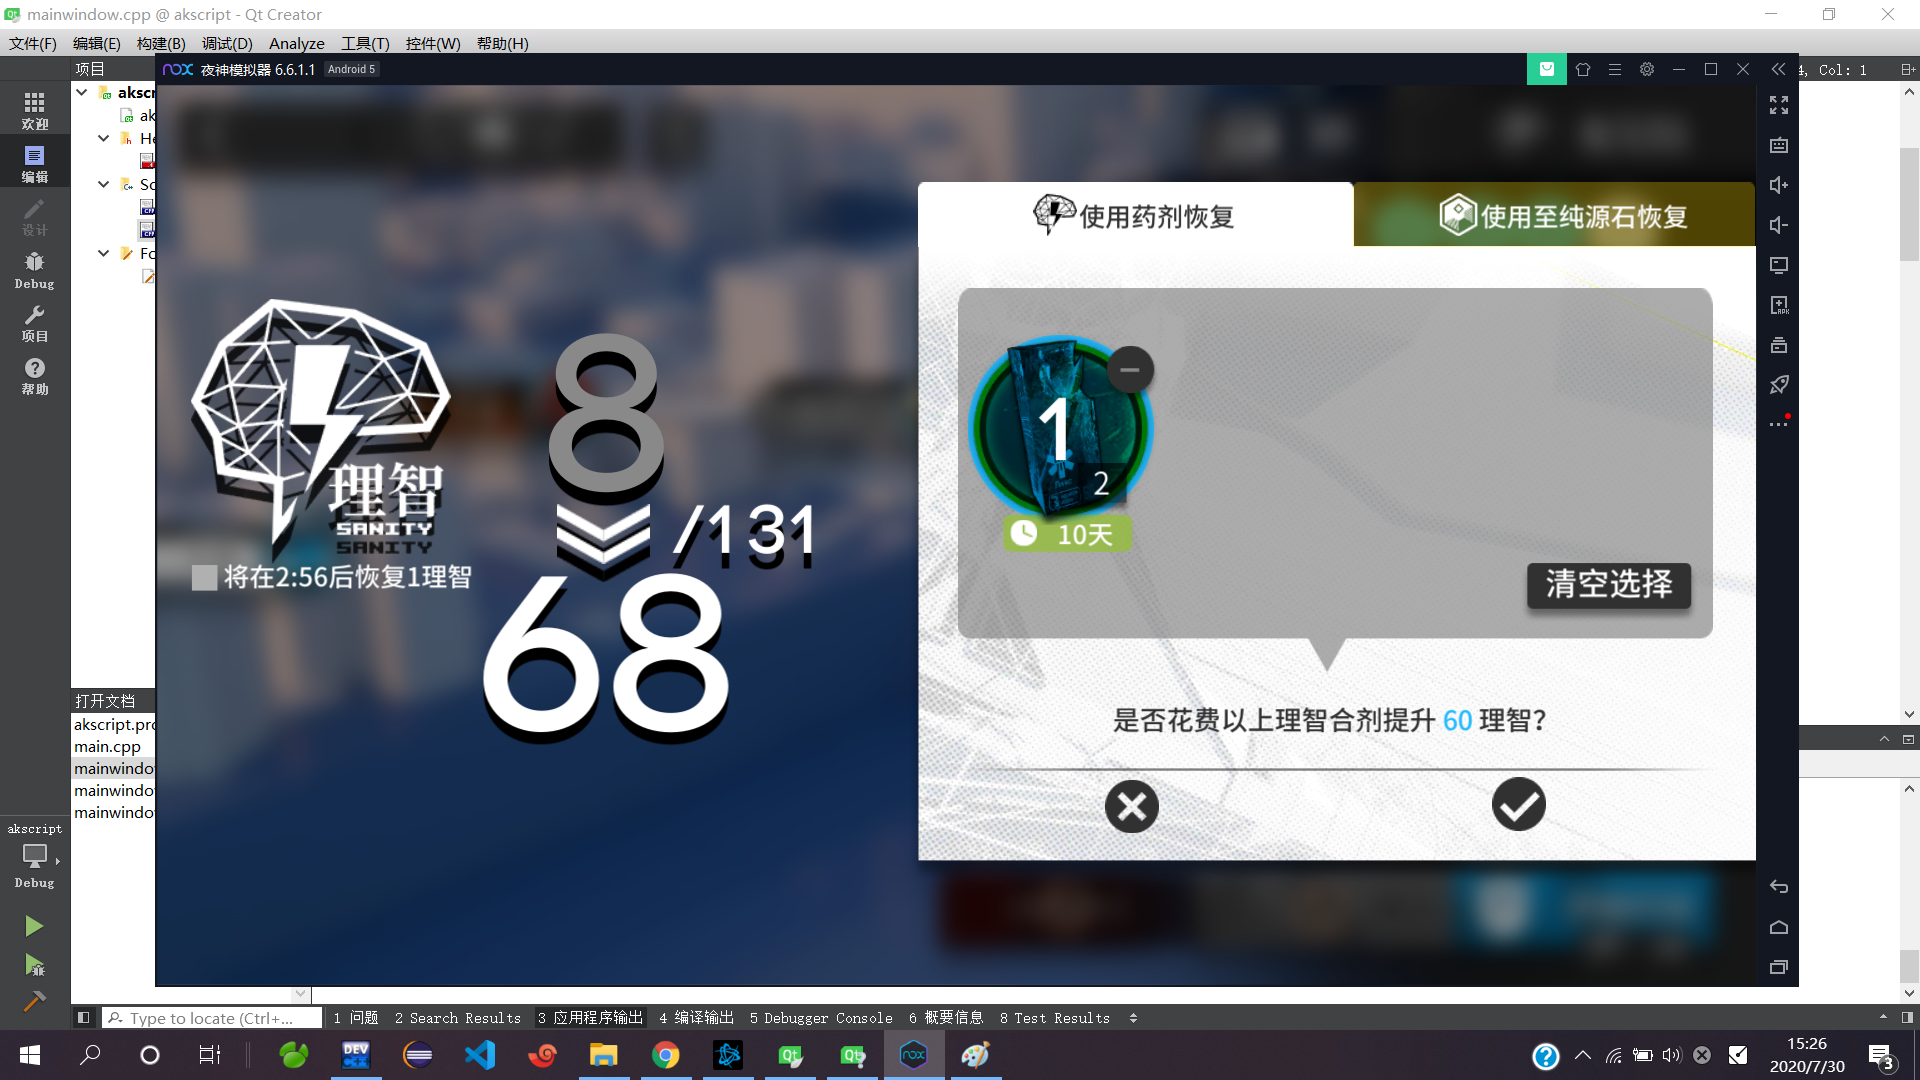 mainwindow.cpp @ akscript - Qt Creator
文件(F) 编辑(E) 构建(B) 调试(D) Analyze 工具(T) 控件(W) 帮助(H)
项目
nox 夜神模拟器 6.6.1.1 Android 5
4, Col: 1
欢迎
编辑
设计
Debug
项目
帮助
akscr
ak
He
So
Fo
使用药剂恢复
使用至纯源石恢复
理智
SANITY
将在2:56后恢复1理智
8
/131
68
1
2
10天
清空选择
是否花费以上理智合剂提升 60 理智?
打开文档
akscript.pro
main.cpp
mainwindow
mainwindow
mainwindow
akscript
Debug
Type to locate (Ctrl+...
1 问题
2 Search Results
3 应用程序输出
4 编译输出
5 Debugger Console
6 概要信息
8 Test Results
DEV
15:26
2020/7/30
3